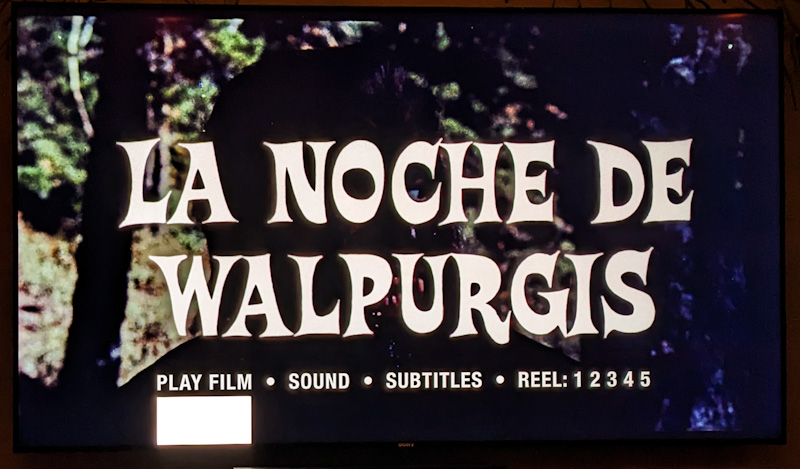 LA NOCHE DE
WALPURGIS
PLAY FILM • SOUND • SUBTITLES • REEL: 1 2 3 4 5